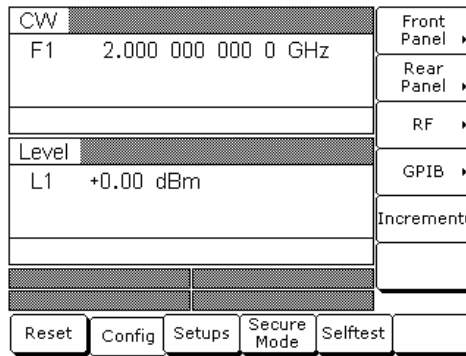 CW
F1 2.000 000 000 0 GHz
Level
L1 +0.00 dBm
Front
Panel
Rear
Panel
RF
GPIB
Increment
Reset
Config
Setups
Secure
Mode
Selftest